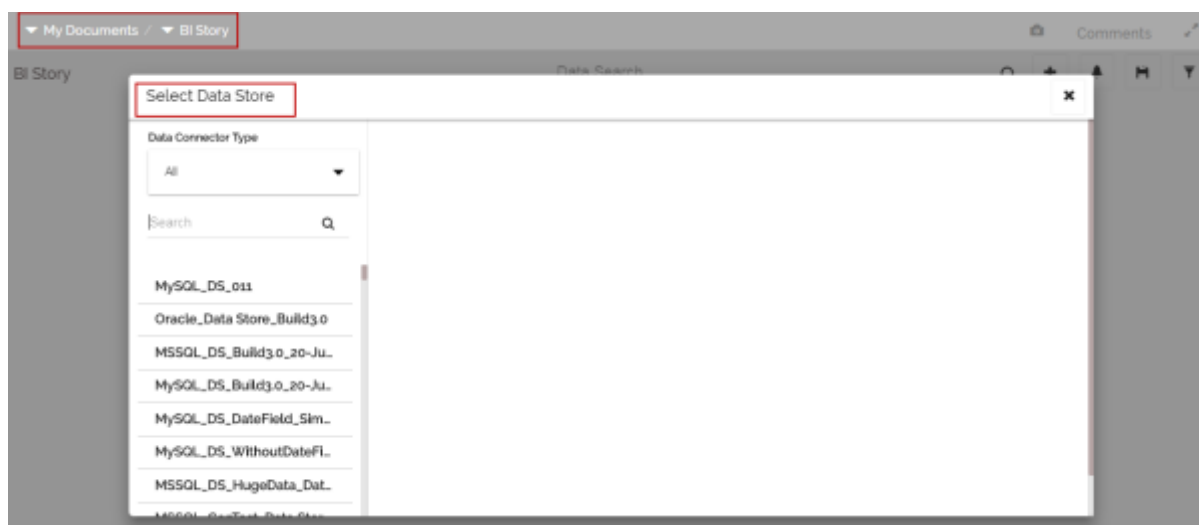 My Documents / BI Story
Comments
BI Story
Data Search
Select Data Store
Data Connector Type
All
Search
MySQL_DS_011
Oracle_Data Store_Build3.0
MSSQL_DS_Build3.0_20-Ju...
MySQL_DS_Build3.0_20-Ju...
MySQL_DS_DateField_Sim...
MySQL_DS_WithoutDateFi...
MSSQL_DS_HugeData_Dat...